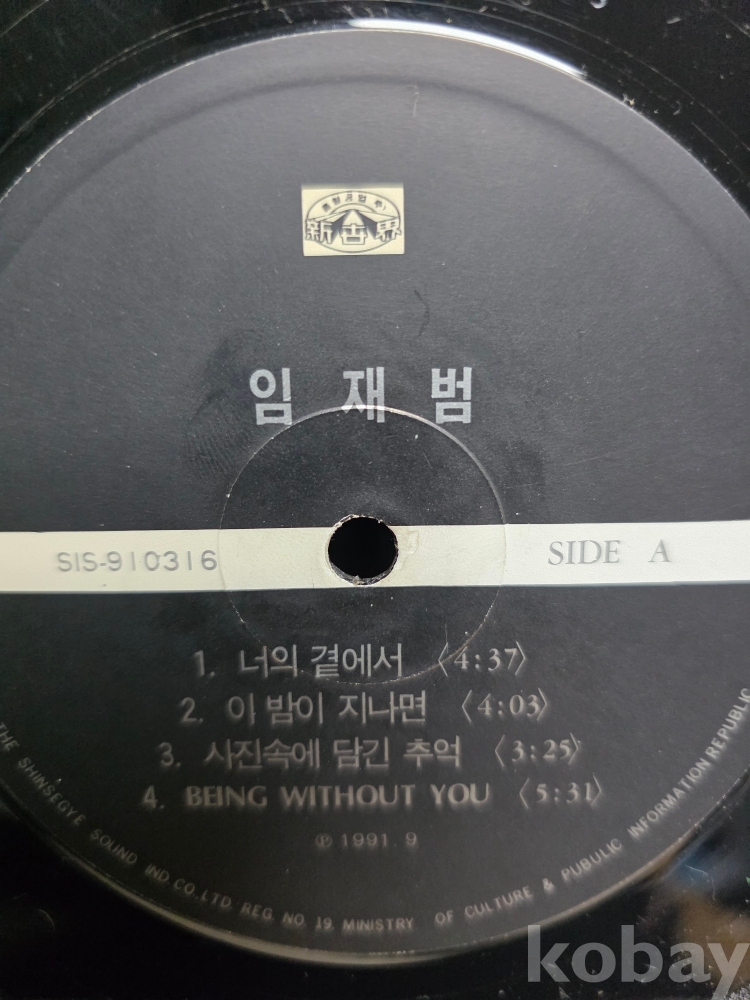 新世界
임재범
SIS-910316
SIDE A
1. 너의 곁에서 〈4:37〉
2. 이 밤이 지나면 〈4:03〉
3. 사진속에 담긴 추억 〈3:25〉
4. BEING WITHOUT YOU 〈5:31〉
℗ 1991. 9
THE SHINSEGYE SOUND IND CO., LTD REG. NO. 19. MINISTRY OF CULTURE & PUBULIC INFORMATION REPUBLIC
kobay